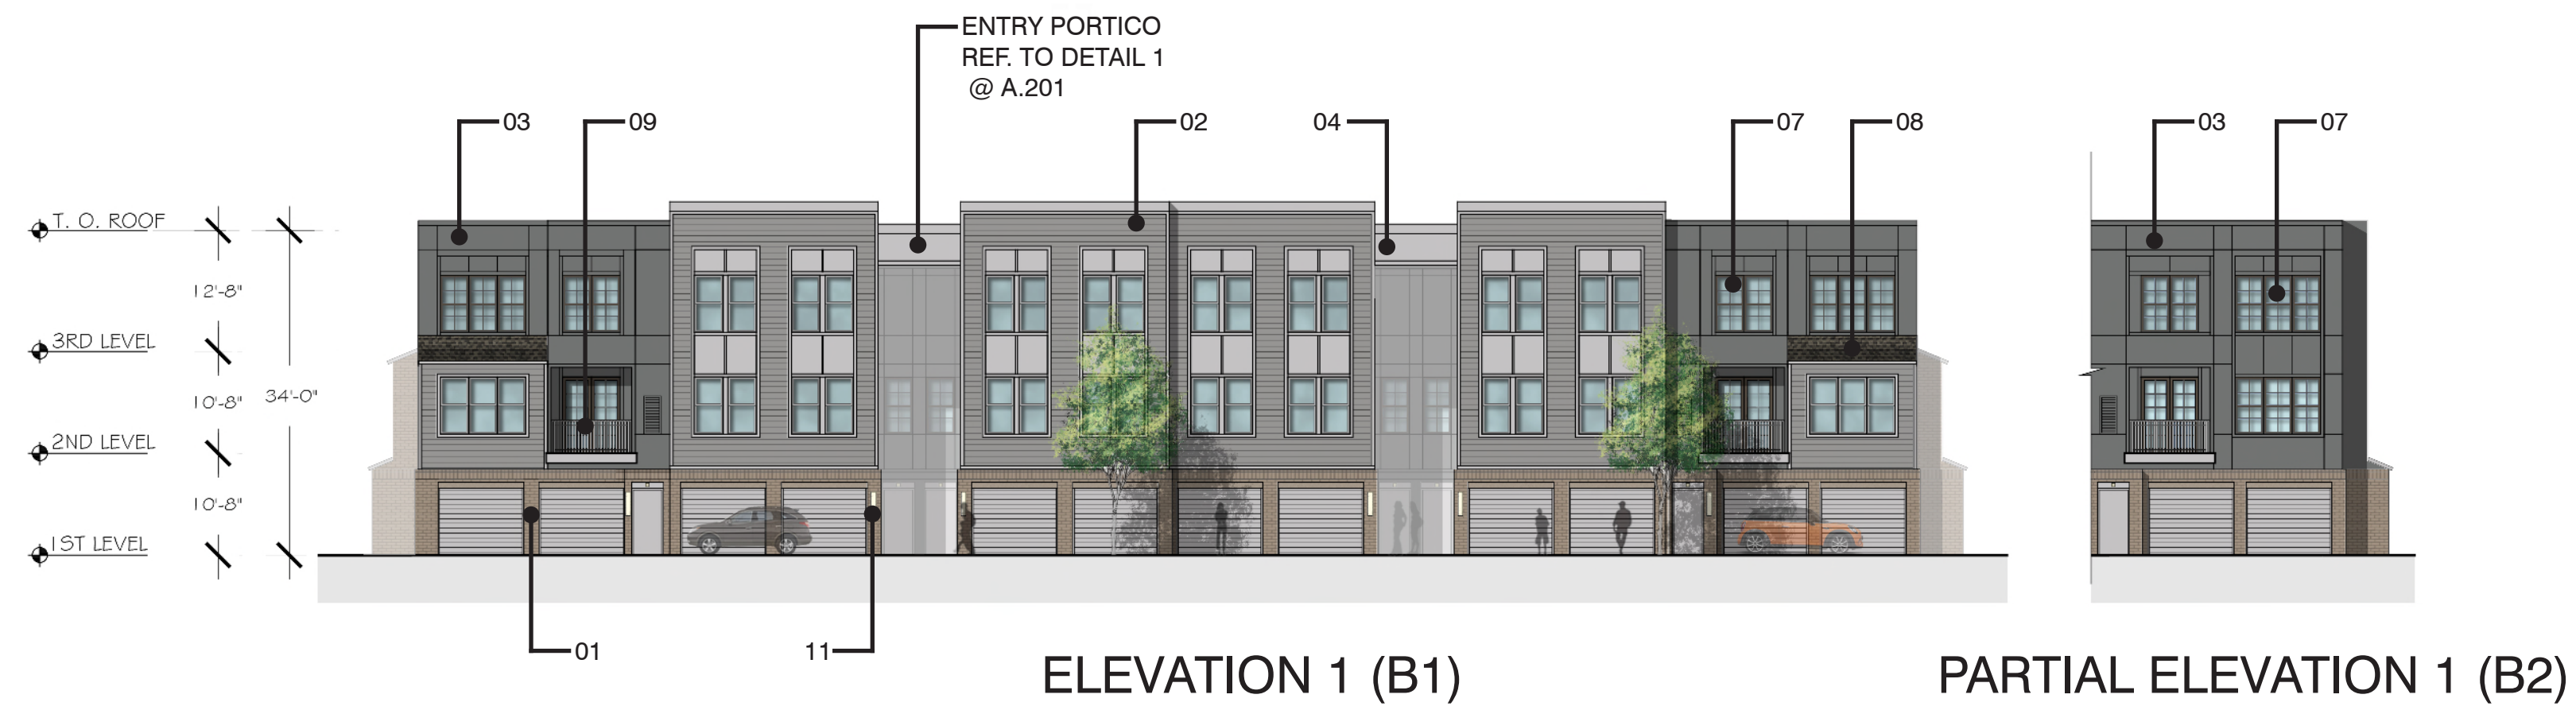 ENTRY PORTICO
REF. TO DETAIL 1
@ A.201
03
09
02
04
07
08
03
07
T. O. ROOF
12'-8"
3RD LEVEL
10'-8"
34'-0"
2ND LEVEL
10'-8"
1ST LEVEL
01
11
ELEVATION 1 (B1)
PARTIAL ELEVATION 1 (B2)